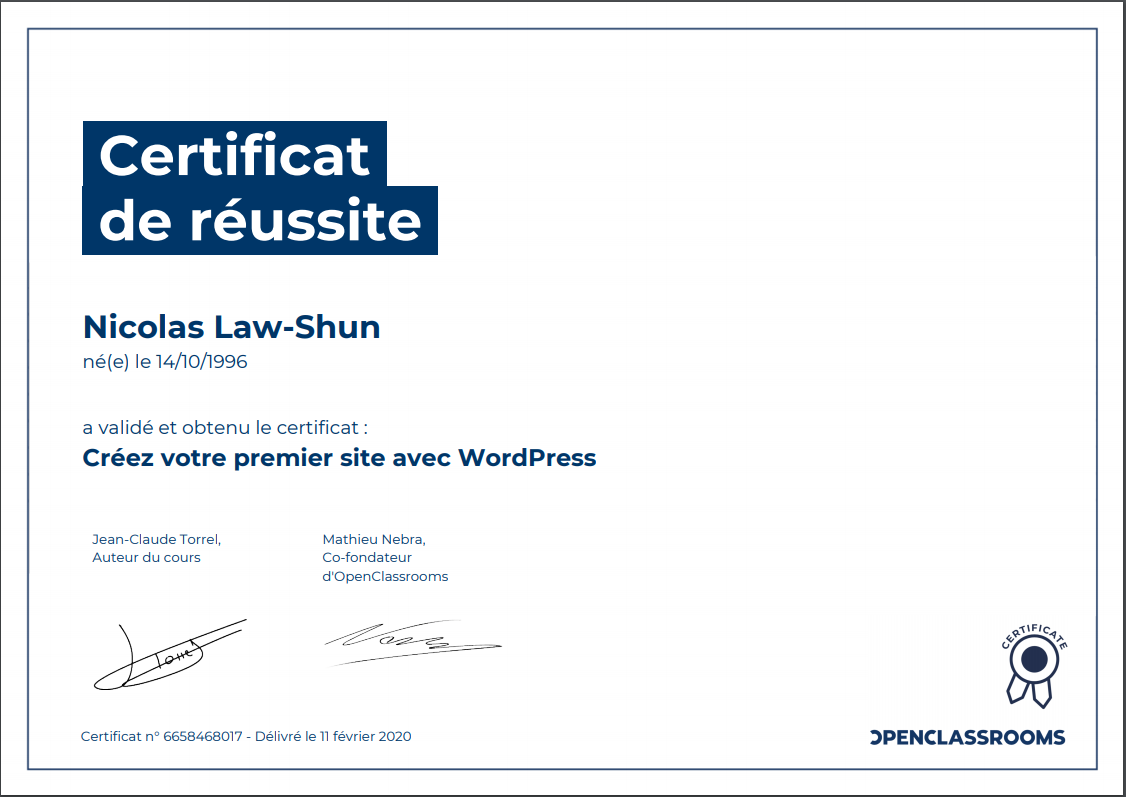 Certificat
de réussite
Nicolas Law-Shun
né(e) le 14/10/1996
a validé et obtenu le certificat :
Créez votre premier site avec WordPress
Jean-Claude Torrel,
Auteur du cours
Mathieu Nebra,
Co-fondateur
d'OpenClassrooms
CERTIFICATE
Certificat n° 6658468017 - Délivré le 11 février 2020
OPENCLASSROOMS